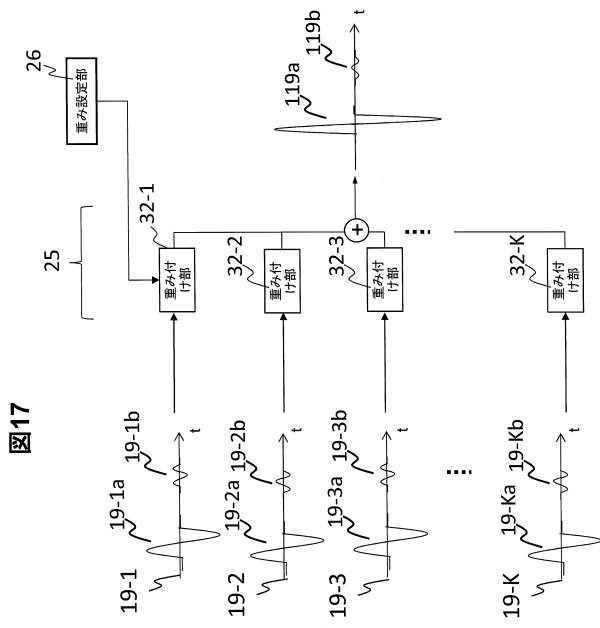 図17
25
26
重み設定部
19-1
19-1a
19-1b
t
32-1
重み付
け部
19-2
19-2a
19-2b
t
32-2
重み付
け部
119a
119b
t
+
19-3
19-3a
19-3b
t
32-3
重み付
け部
19-K
19-Ka
19-Kb
t
32-K
重み付
け部